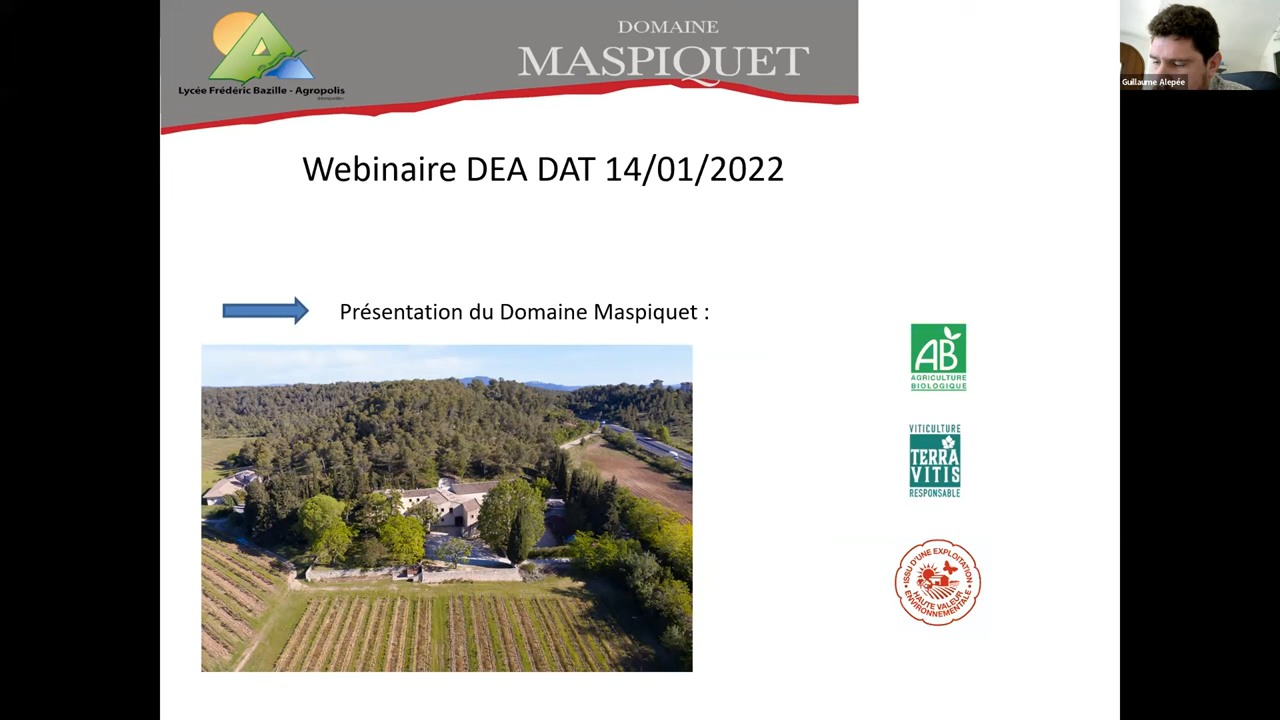 Lycée Frédéric Bazille - Agropolis
DOMAINE
MASPIQUET
Guillaume Alepée
Webinaire DEA DAT 14/01/2022
Présentation du Domaine Maspiquet :
AB
AGRICULTURE
BIOLOGIQUE
VITICULTURE
TERRA
VITIS
RESPONSABLE
• ISSU D'UNE EXPLOITATION •
HAUTE VALEUR
ENVIRONNEMENTALE